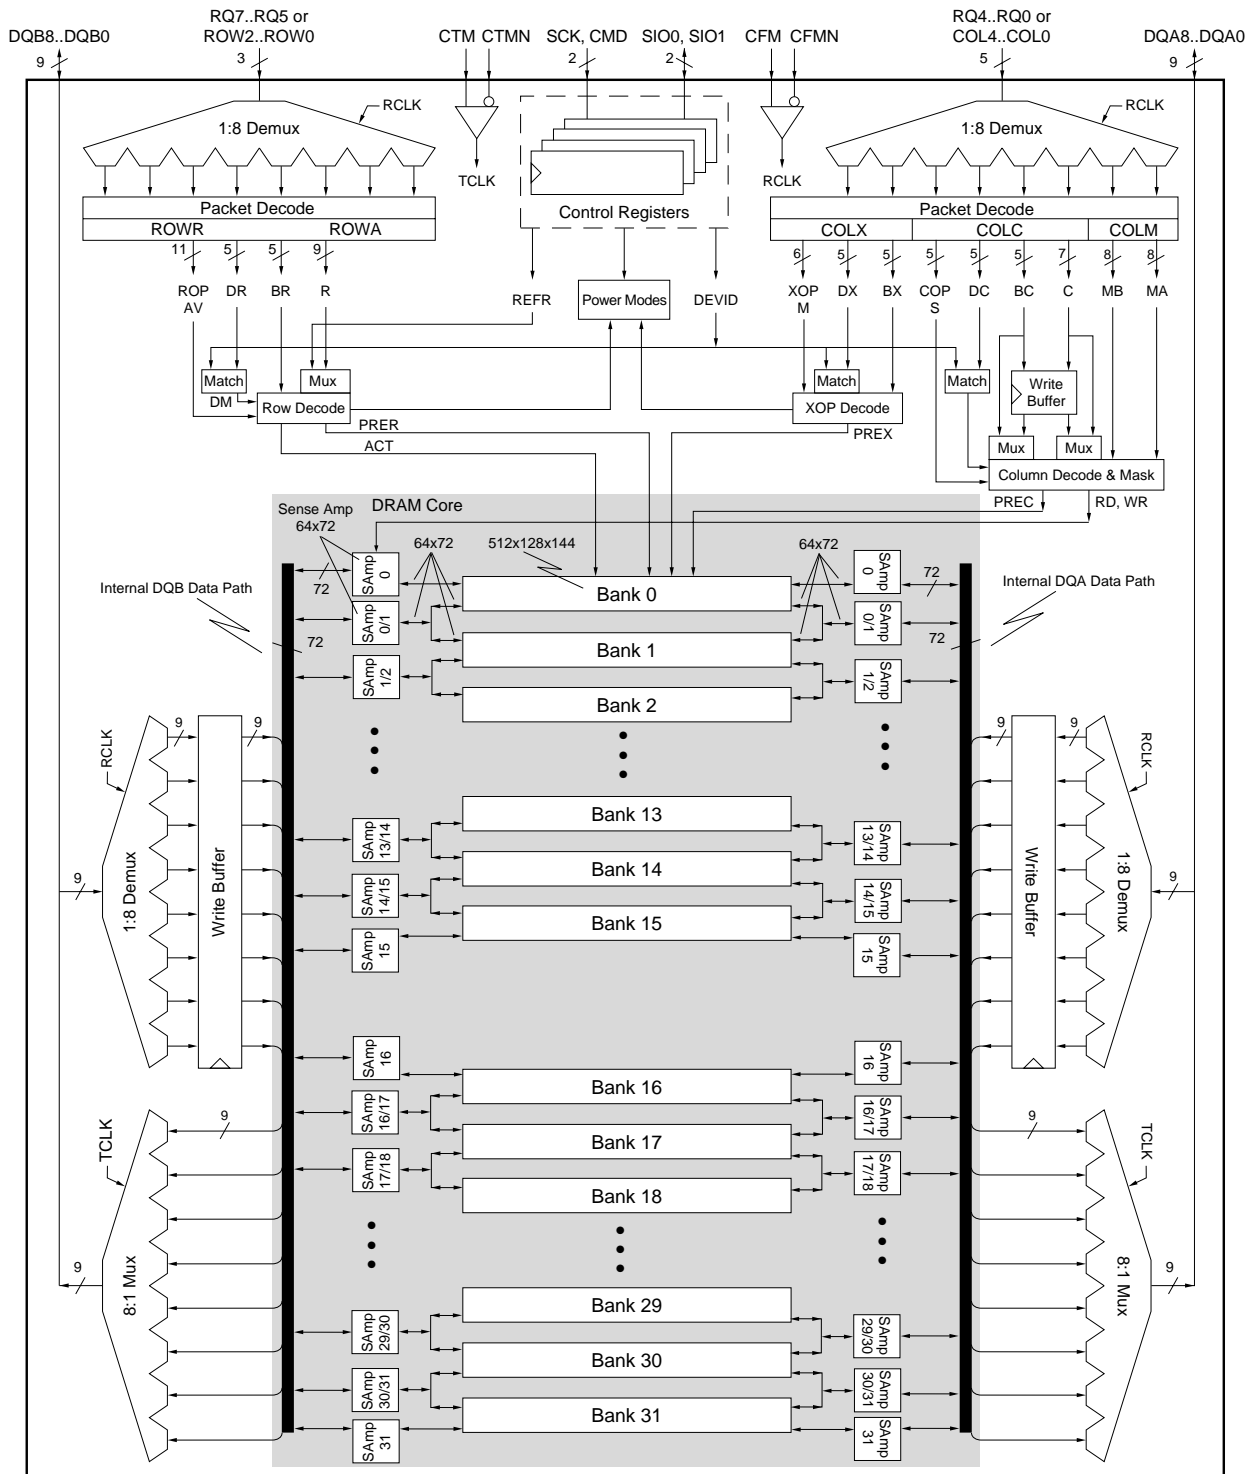 RQ7..RQ5 or
RQ4..RQ0 or
DQB8..DQB0
ROW2..ROW0
CTM
CTMN
SCK, CMD
SIO0, SIO1
CFM
CFMN
COL4..COL0
DQA8..DQA0
9
3
2
2
5
9
RCLK
1:8 Demux
RCLK
1:8 Demux
TCLK
RCLK
Control Registers
Packet Decode
ROWR
ROWA
Packet Decode
COLX
COLC
COLM
11
5
5
9
6
5
5
5
5
5
7
8
8
ROP
AV
DR
BR
R
REFR
Power Modes
DEVID
XOP
M
DX
BX
COP
S
DC
BC
C
MB
MA
Match
DM
Mux
Row Decode
Match
XOP Decode
Match
Write
Buffer
Mux
Mux
Column Decode & Mask
PRER
ACT
PREX
PREC
RD, WR
Sense Amp
64x72
DRAM Core
64x72
512x128x144
64x72
Internal DQB Data Path
Internal DQA Data Path
72
72
72
72
SAmp
0
Bank 0
SAmp
0
SAmp
0/1
SAmp
0/1
Bank 1
SAmp
1/2
SAmp
1/2
Bank 2
Bank 13
SAmp
13/14
SAmp
13/14
Bank 14
SAmp
14/15
SAmp
14/15
Bank 15
SAmp
15
SAmp
15
SAmp
16
SAmp
16
Bank 16
SAmp
16/17
SAmp
16/17
Bank 17
SAmp
17/18
SAmp
17/18
Bank 18
Bank 29
SAmp
29/30
SAmp
29/30
Bank 30
SAmp
30/31
SAmp
30/31
Bank 31
SAmp
31
SAmp
31
RCLK
9
9
9
1:8 Demux
Write Buffer
9
9
RCLK
Write Buffer
1:8 Demux
9
TCLK
9
9
8:1 Mux
9
TCLK
8:1 Mux
9